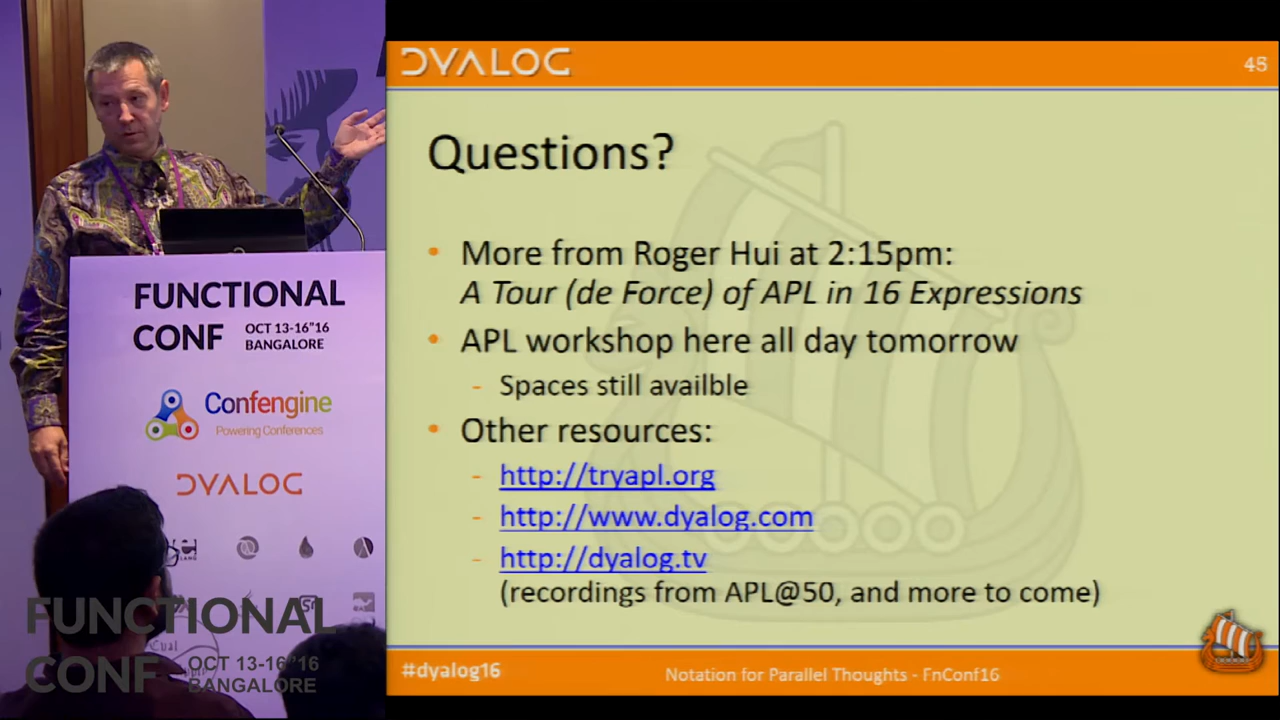 DYALOG
45
Questions?
• More from Roger Hui at 2:15pm:
A Tour (de Force) of APL in 16 Expressions
• APL workshop here all day tomorrow
- Spaces still availble
• Other resources:
- http://tryapl.org
- http://www.dyalog.com
- http://dyalog.tv
(recordings from APL@50, and more to come)
#dyalog16
Notation for Parallel Thoughts - FnConf16
FUNCTIONAL
CONF OCT 13-16"16
BANGALORE
Confengine
Powering Conferences
DYALOG
FUNCTIONAL
CONF OCT 13-16"16
BANGALORE